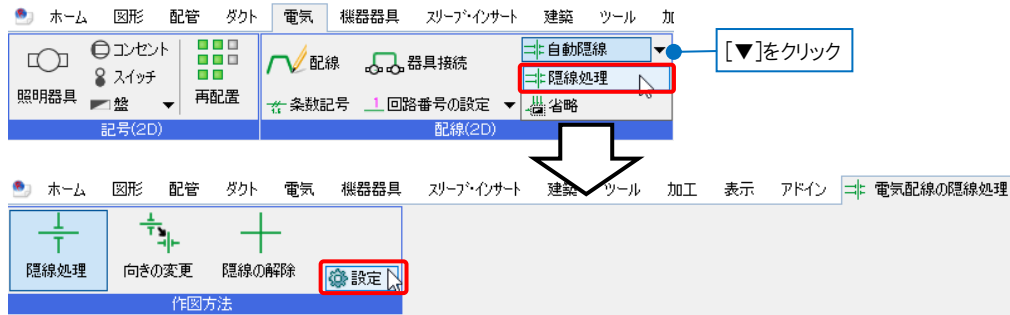 ホーム 図形 配管 ダクト 電気 機器器具 スリーブ・インサート 建築 ツール 加
照明器具 コンセント スイッチ 盤 再配置 配線 器具接続 自動隠線 [▼]をクリック
条数記号 回路番号の設定 隠線処理 省略
記号(2D) 配線(2D)
ホーム 図形 配管 ダクト 電気 機器器具 スリーブ・インサート 建築 ツール 加工 表示 アドイン 電気配線の隠線処理
隠線処理 向きの変更 隠線の解除 設定
作図方法